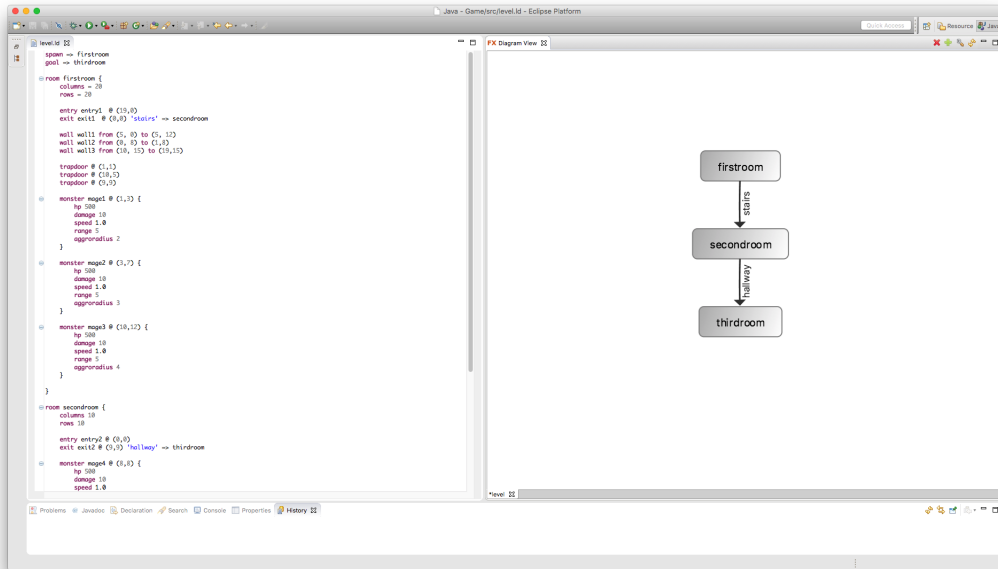 Java - Game/src/level.ld - Eclipse Platform
Quick Access
Resource
Java
level.ld
spawn => firstroom
goal => thirdroom
room firstroom {
columns = 20
rows = 20
entry entry1 @ (19,0)
exit exit1 @ (0,0) 'stairs' => secondroom
wall wall1 from (5, 0) to (5, 12)
wall wall2 from (0, 8) to (1,8)
wall wall3 from (10, 15) to (19,15)
trapdoor @ (1,1)
trapdoor @ (10,5)
trapdoor @ (9,9)
monster mage1 @ (1,3) {
hp 500
damage 10
speed 1.0
range 5
aggroradius 2
}
monster mage2 @ (3,7) {
hp 500
damage 10
speed 1.0
range 5
aggroradius 3
}
monster mage3 @ (10,12) {
hp 500
damage 10
speed 1.0
range 5
aggroradius 4
}
}
room secondroom {
columns 10
rows 10
entry entry2 @ (0,0)
exit exit2 @ (9,9) 'hallway' => thirdroom
monster mage4 @ (8,8) {
hp 500
damage 10
speed 1.0
FX Diagram View
firstroom
stairs
secondroom
hallway
thirdroom
*level
Problems @ Javadoc Declaration Search Console Properties History